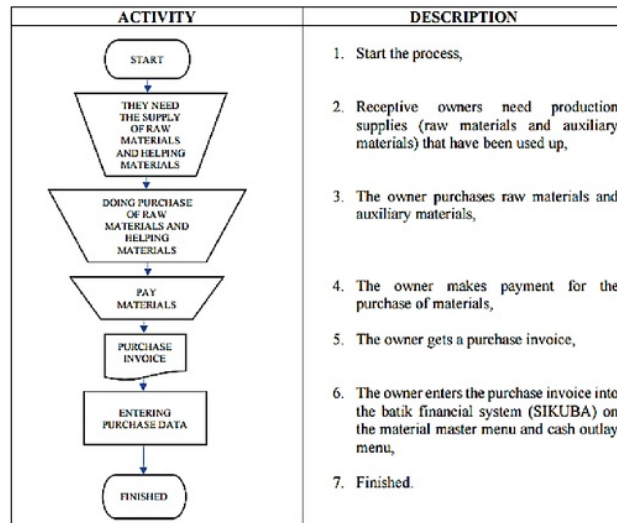 ACTIVITY
DESCRIPTION
START
THEY NEED
THE SUPPLY
OF RAW
MATERIALS
AND HELPING
MATERIALS
DOING PURCHASE
OF RAW
MATERIALS AND
HELPING
MATERIALS
PAY
MATERIALS
PURCHASE
INVOICE
ENTERING
PURCHASE DATA
FINISHED
1. Start the process,
2. Receptive owners need production
supplies (raw materials and auxiliary
materials) that have been used up,
3. The owner purchases raw materials and
auxiliary materials,
4. The owner makes payment for the
purchase of materials,
5. The owner gets a purchase invoice,
6. The owner enters the purchase invoice into
the batik financial system (SIKUBA) on
the material master menu and cash outlay
menu,
7. Finished.